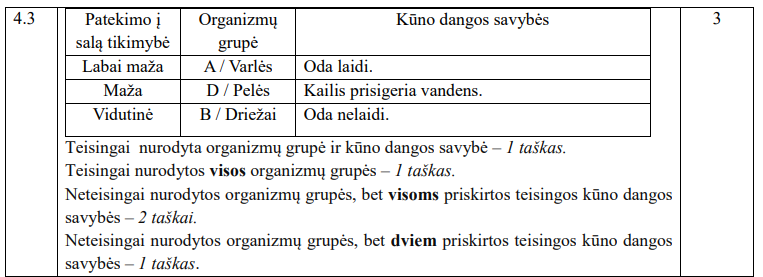 4.3 Patekimo į salą tikimybė Organizmų grupė Kūno dangos savybės 3
Labai maža A / Varlės Oda laidi.
Maža D / Pelės Kailis prisigeria vandens.
Vidutinė B / Driežai Oda nelaidi.
Teisingai nurodyta organizmų grupė ir kūno dangos savybė – 1 taškas.
Teisingai nurodytos visos organizmų grupės – 1 taškas.
Neteisingai nurodytos organizmų grupės, bet visoms priskirtos teisingos kūno dangos
savybės – 2 taškai.
Neteisingai nurodytos organizmų grupės, bet dviem priskirtos teisingos kūno dangos
savybės – 1 taškas.